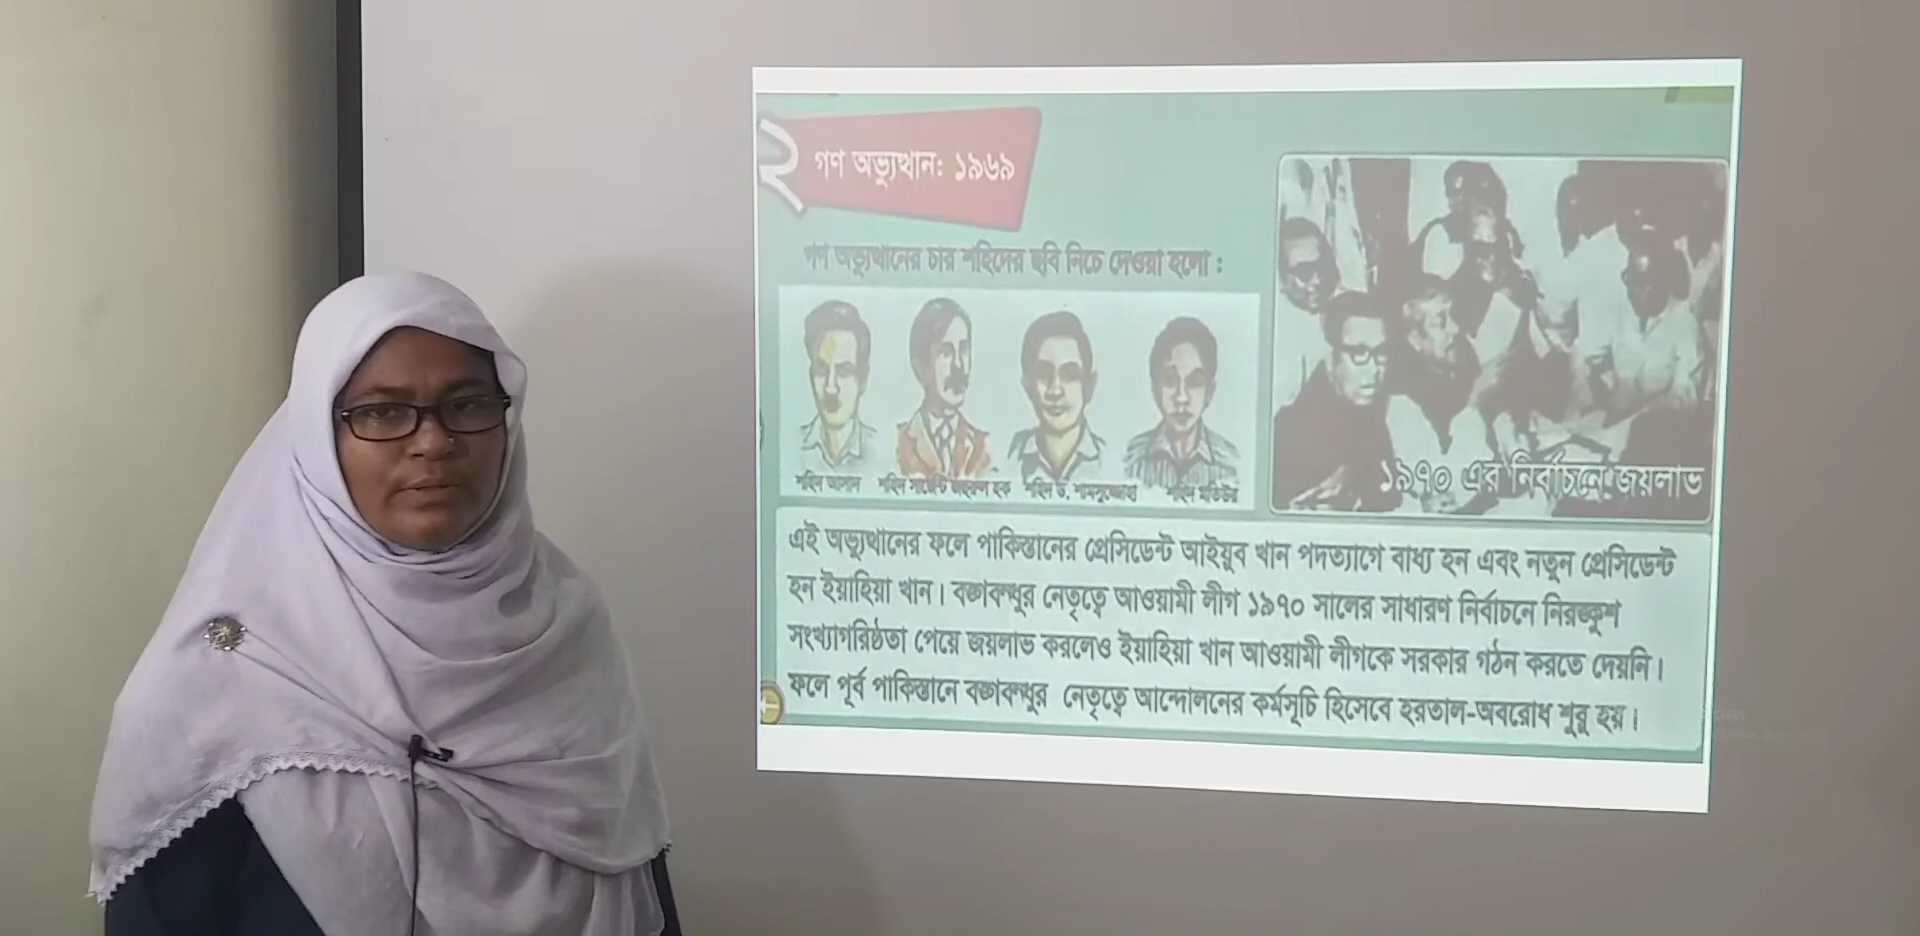 ২
গণ অভ্যুত্থান: ১৯৬৯
গণ অভ্যুত্থানের চার শহিদের ছবি নিচে দেওয়া হলো :
শহিদ আসাদ শহিদ সার্জেন্ট জহুরুল হক শহিদ ড. শামসুজ্জোহা শহিদ মতিউর
১৯৭০ এর নির্বাচনে জয়লাভ
এই অভ্যুত্থানের ফলে পাকিস্তানের প্রেসিডেন্ট আইয়ুব খান পদত্যাগে বাধ্য হন এবং নতুন প্রেসিডেন্ট
হন ইয়াহিয়া খান। বঙ্গবন্ধুর নেতৃত্বে আওয়ামী লীগ ১৯৭০ সালের সাধারণ নির্বাচনে নিরঙ্কুশ
সংখ্যাগরিষ্ঠতা পেয়ে জয়লাভ করলেও ইয়াহিয়া খান আওয়ামী লীগকে সরকার গঠন করতে দেয়নি।
ফলে পূর্ব পাকিস্তানে বঙ্গবন্ধুর নেতৃত্বে আন্দোলনের কর্মসূচি হিসেবে হরতাল-অবরোধ শুরু হয়।